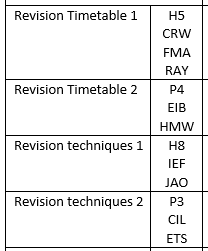 Revision Timetable 1 H5
CRW
FMA
RAY
Revision Timetable 2 P4
EIB
HMW
Revision techniques 1 H8
IEF
JAO
Revision techniques 2 P3
CIL
ETS